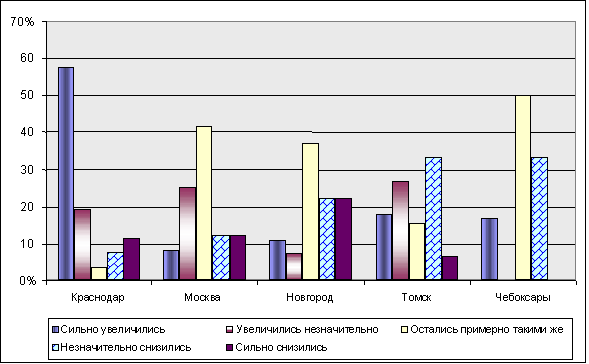 70%
60
50
40
30
20
10
0%
Краснодар Москва Новгород Томск Чебоксары
Сильно увеличились Увеличились незначительно Остались примерно такими же
Незначительно снизились Сильно снизились